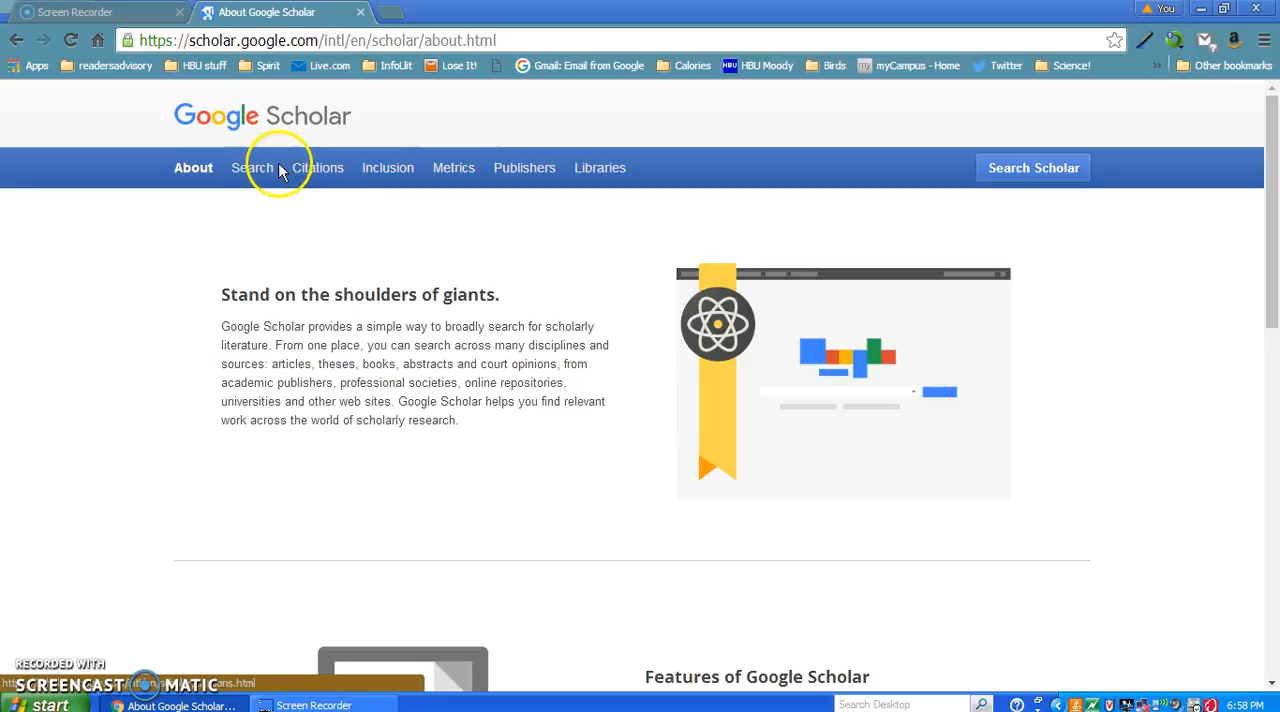 Screen Recorder
About Google Scholar
You
https://scholar.google.com/intl/en/scholar/about.html
Apps readersadvisory HBU stuff Spirit Live.com InfoLit Lose It! Gmail: Email from Google Calories HBU HBU Moody Birds my myCampus - Home Twitter Science! » Other bookmarks
Google Scholar
About Search Citations Inclusion Metrics Publishers Libraries Search Scholar
Stand on the shoulders of giants.
Google Scholar provides a simple way to broadly search for scholarly
literature. From one place, you can search across many disciplines and
sources: articles, theses, books, abstracts and court opinions, from
academic publishers, professional societies, online repositories,
universities and other web sites. Google Scholar helps you find relevant
work across the world of scholarly research.
Features of Google Scholar
RECORDED WITH
SCREENCAST MATIC
start About Google Scholar... Screen Recorder Search Desktop 6:58 PM